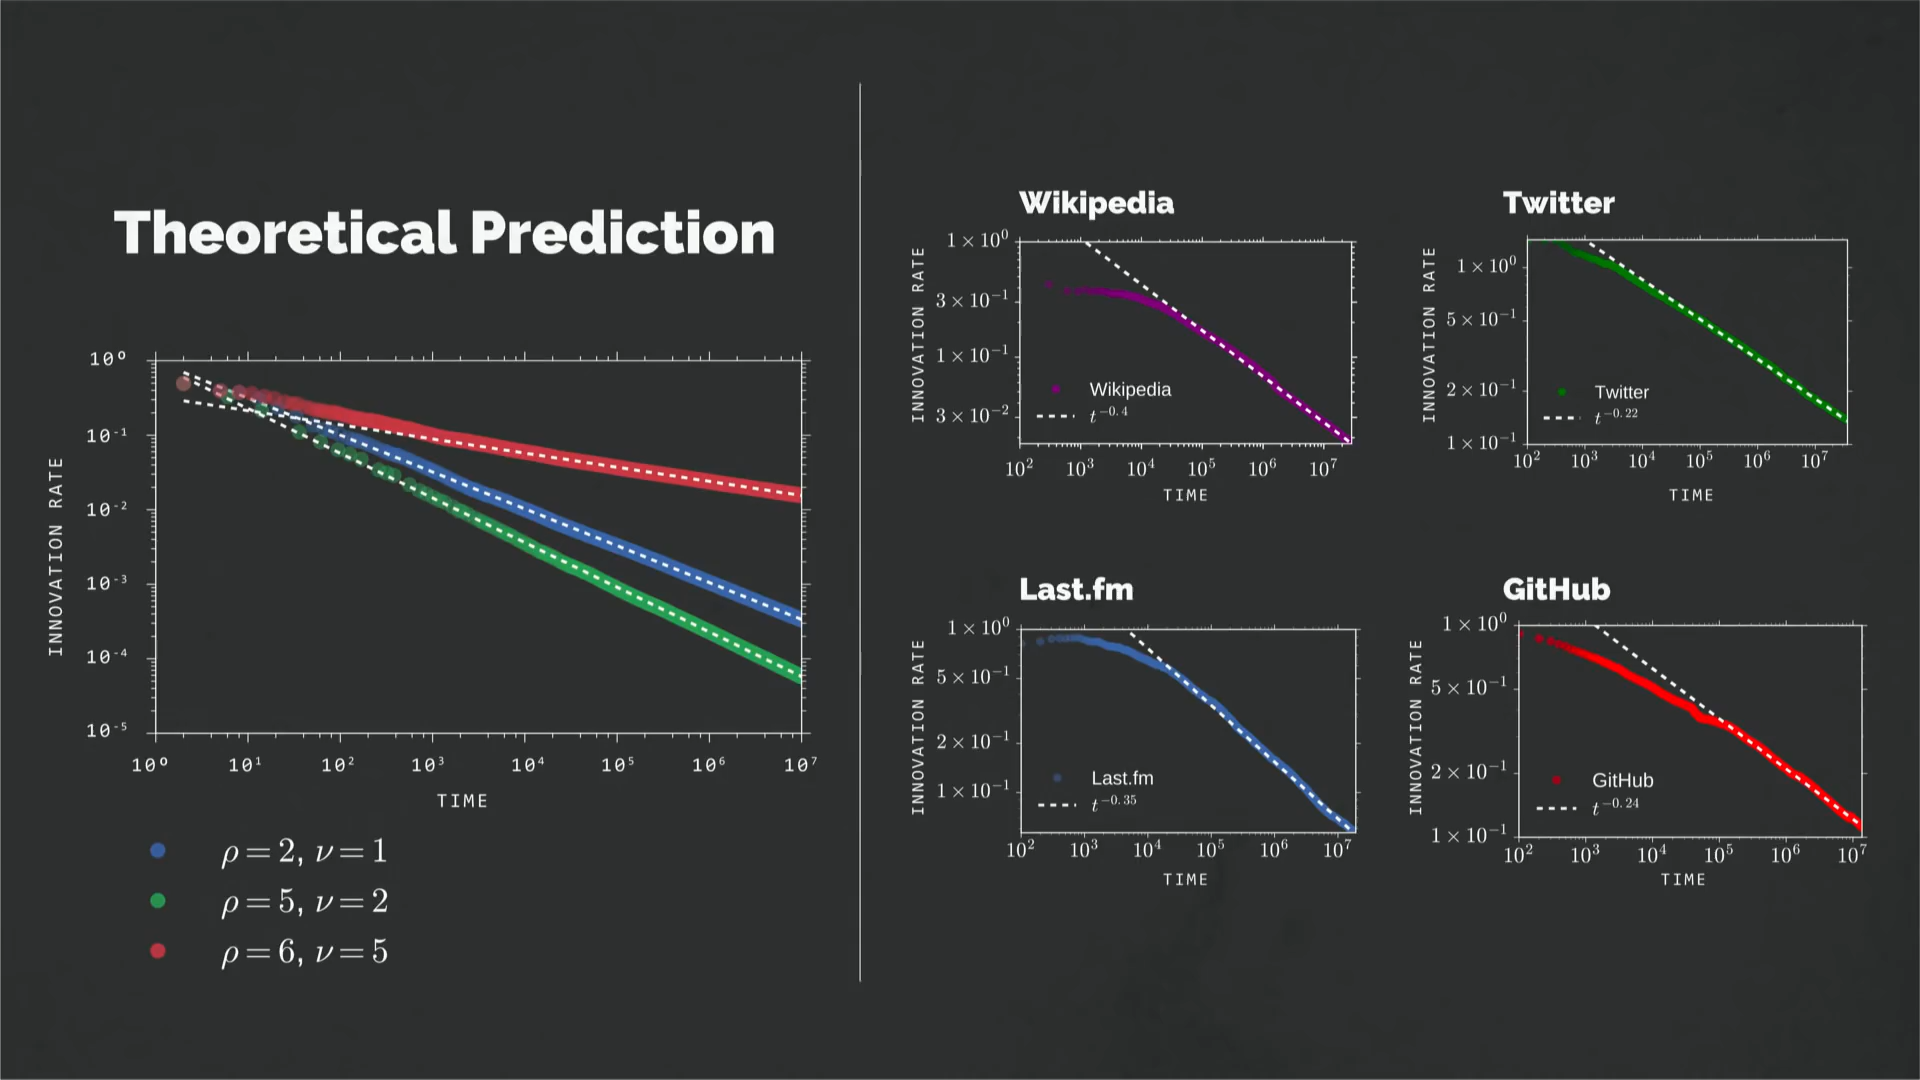 Theoretical Prediction
INNOVATION RATE
10⁰
10⁻¹
10⁻²
10⁻³
10⁻⁴
10⁻⁵
10⁰ 10¹ 10² 10³ 10⁴ 10⁵ 10⁶ 10⁷
TIME
ρ = 2, ν = 1
ρ = 5, ν = 2
ρ = 6, ν = 5
Wikipedia
INNOVATION RATE
1 × 10⁰
3 × 10⁻¹
1 × 10⁻¹
3 × 10⁻²
Wikipedia
t⁻⁰·⁴
10² 10³ 10⁴ 10⁵ 10⁶ 10⁷
TIME
Twitter
INNOVATION RATE
1 × 10⁰
5 × 10⁻¹
2 × 10⁻¹
1 × 10⁻¹
Twitter
t⁻⁰·²²
10² 10³ 10⁴ 10⁵ 10⁶ 10⁷
TIME
Last.fm
INNOVATION RATE
1 × 10⁰
5 × 10⁻¹
2 × 10⁻¹
1 × 10⁻¹
Last.fm
t⁻⁰·³⁵
10² 10³ 10⁴ 10⁵ 10⁶ 10⁷
TIME
GitHub
INNOVATION RATE
1 × 10⁰
5 × 10⁻¹
2 × 10⁻¹
1 × 10⁻¹
GitHub
t⁻⁰·²⁴
10² 10³ 10⁴ 10⁵ 10⁶ 10⁷
TIME